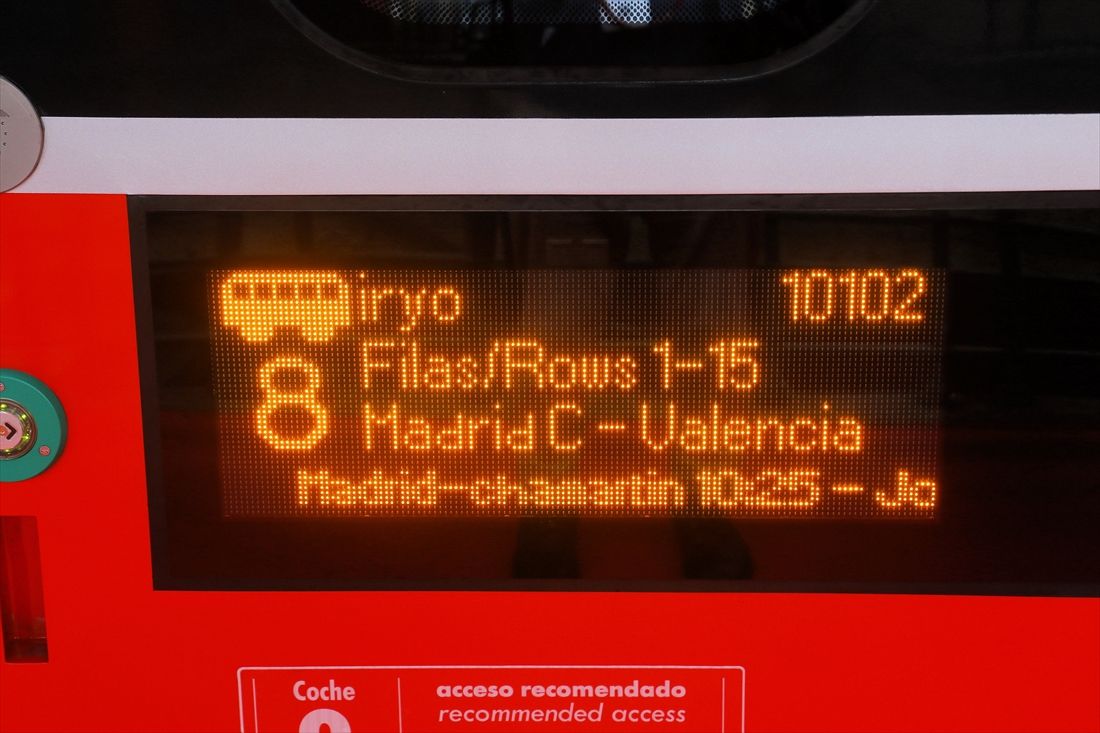 iryo 10102
8 Filas/Rows 1-15
Madrid C - Valencia
Madrid-chamartin 10:25 - Jo
Coche acceso recomendado
recommended access